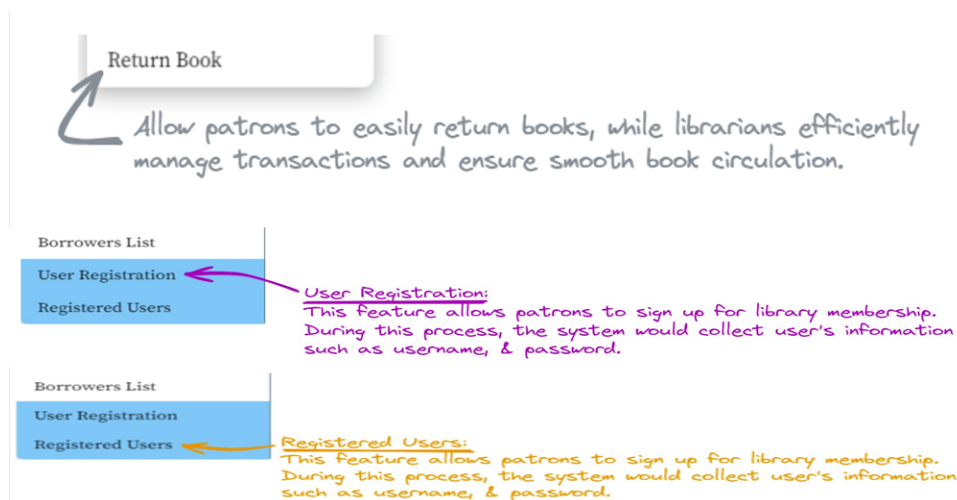 Return Book
Allow patrons to easily return books, while librarians efficiently
manage transactions and ensure smooth book circulation.
Borrowers List
User Registration
Registered Users
User Registration:
This feature allows patrons to sign up for library membership.
During this process, the system would collect user's information
such as username, & password.
Borrowers List
User Registration
Registered Users
Registered Users:
This feature allows patrons to sign up for library membership.
During this process, the system would collect user's information
such as username, & password.